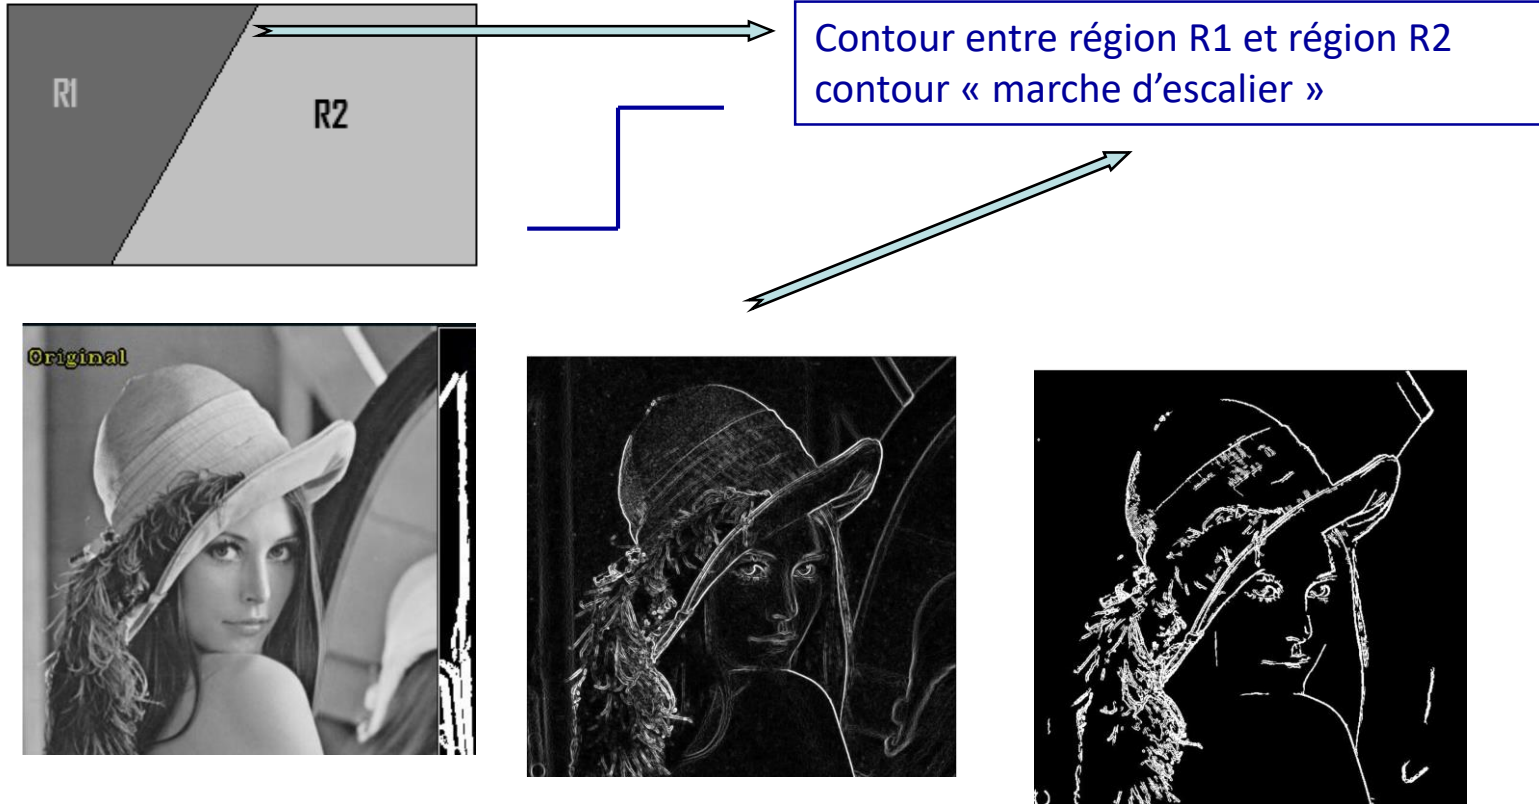 R1
R2
Contour entre région R1 et région R2
contour « marche d’escalier »
Original